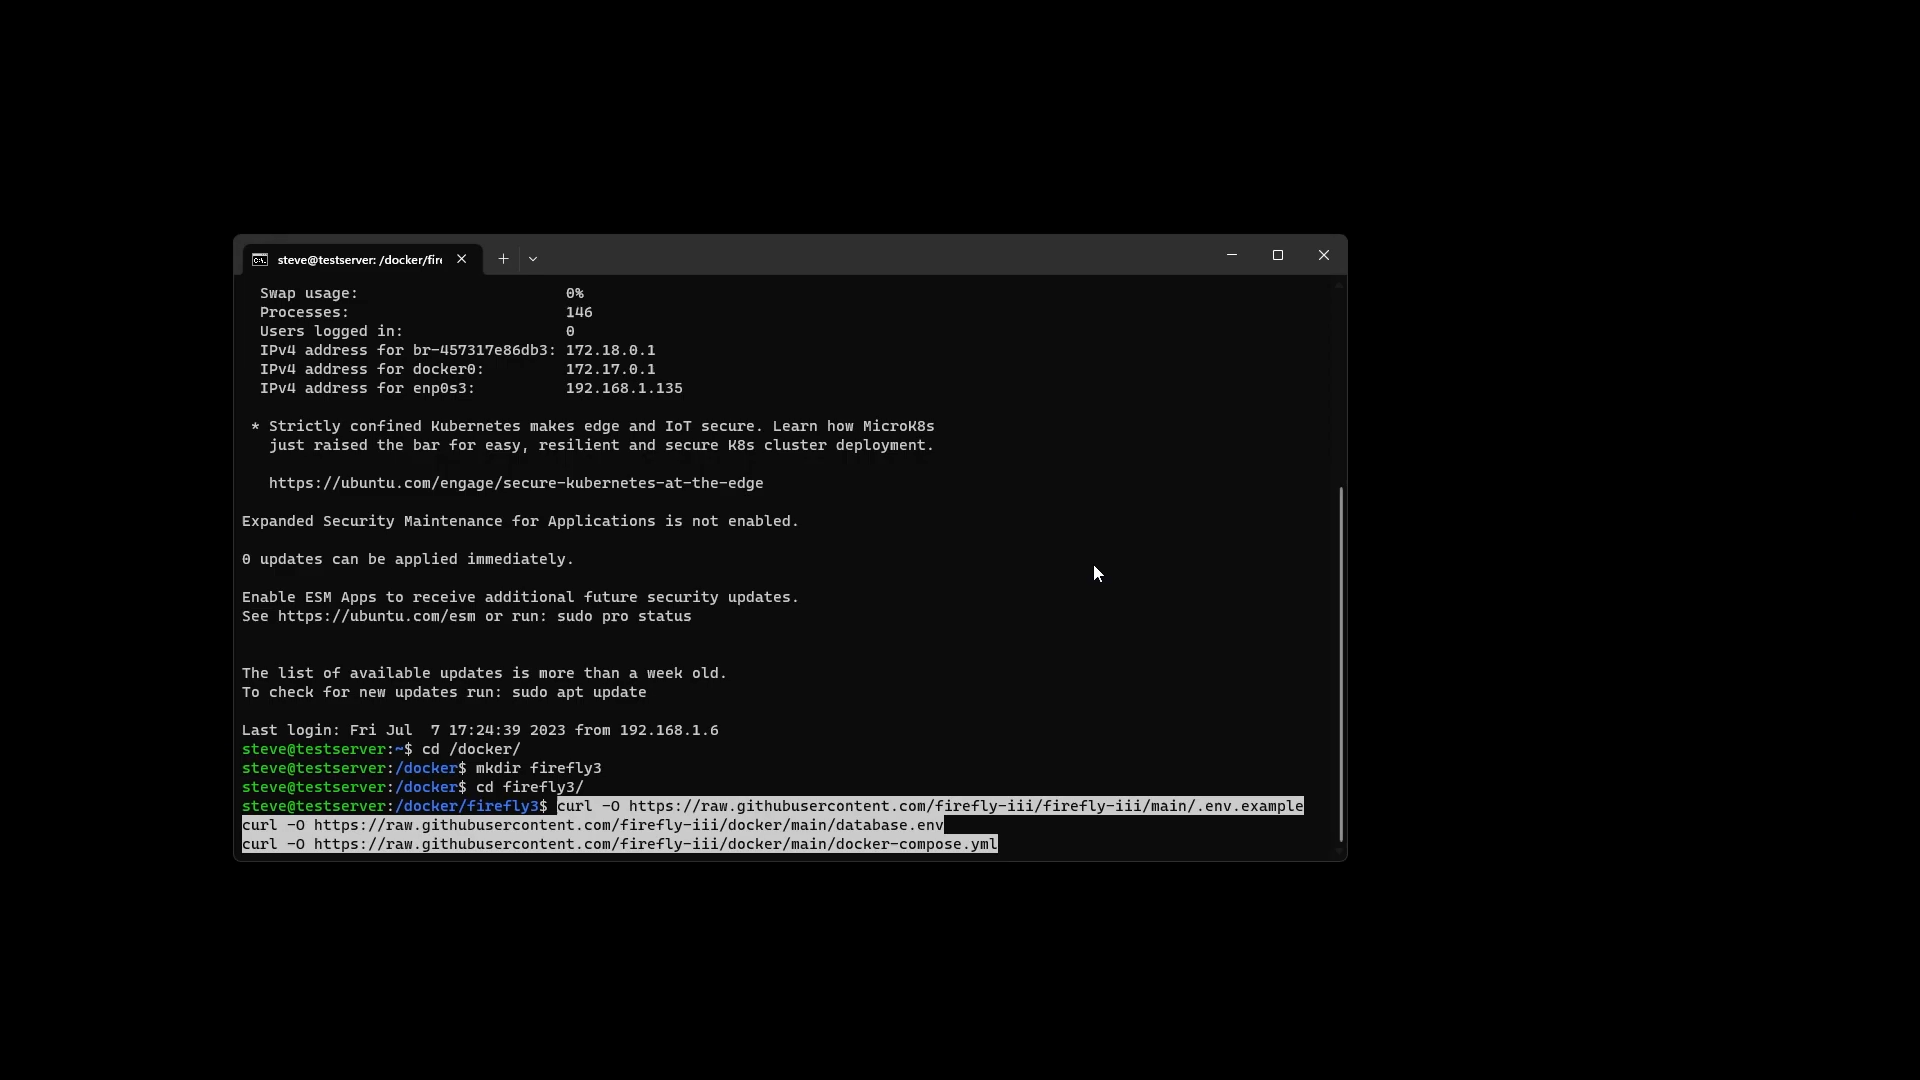 steve@testserver: /docker/fire
Swap usage: 0%
Processes: 146
Users logged in: 0
IPv4 address for br-457317e86db3: 172.18.0.1
IPv4 address for docker0: 172.17.0.1
IPv4 address for enp0s3: 192.168.1.135
* Strictly confined Kubernetes makes edge and IoT secure. Learn how MicroK8s
just raised the bar for easy, resilient and secure K8s cluster deployment.
https://ubuntu.com/engage/secure-kubernetes-at-the-edge
Expanded Security Maintenance for Applications is not enabled.
0 updates can be applied immediately.
Enable ESM Apps to receive additional future security updates.
See https://ubuntu.com/esm or run: sudo pro status
The list of available updates is more than a week old.
To check for new updates run: sudo apt update
Last login: Fri Jul  7 17:24:39 2023 from 192.168.1.6
steve@testserver:~$ cd /docker/
steve@testserver:/docker$ mkdir firefly3
steve@testserver:/docker$ cd firefly3/
steve@testserver:/docker/firefly3$ curl -O https://raw.githubusercontent.com/firefly-iii/firefly-iii/main/.env.example
curl -O https://raw.githubusercontent.com/firefly-iii/docker/main/database.env
curl -O https://raw.githubusercontent.com/firefly-iii/docker/main/docker-compose.yml